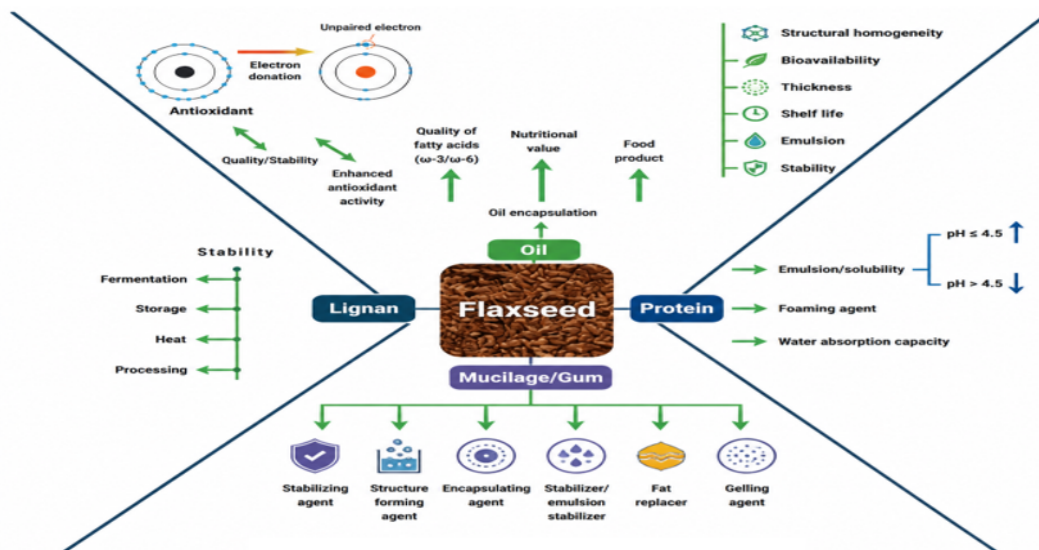 Unpaired electron
Electron
donation
Antioxidant
Quality/Stability
Enhanced
antioxidant
activity
Quality of
fatty acids
(ω-3/ω-6)
Nutritional
value
Food
product
Oil encapsulation
Oil
Structural homogeneity
Bioavailability
Thickness
Shelf life
Emulsion
Stability
Stability
Fermentation
Storage
Heat
Processing
Lignan
Flaxseed
Protein
Emulsion/solubility
pH ≤ 4.5
pH > 4.5
Foaming agent
Water absorption capacity
Mucilage/Gum
Stabilizing
agent
Structure
forming
agent
Encapsulating
agent
Stabilizer/
emulsion
stabilizer
Fat
replacer
Gelling
agent